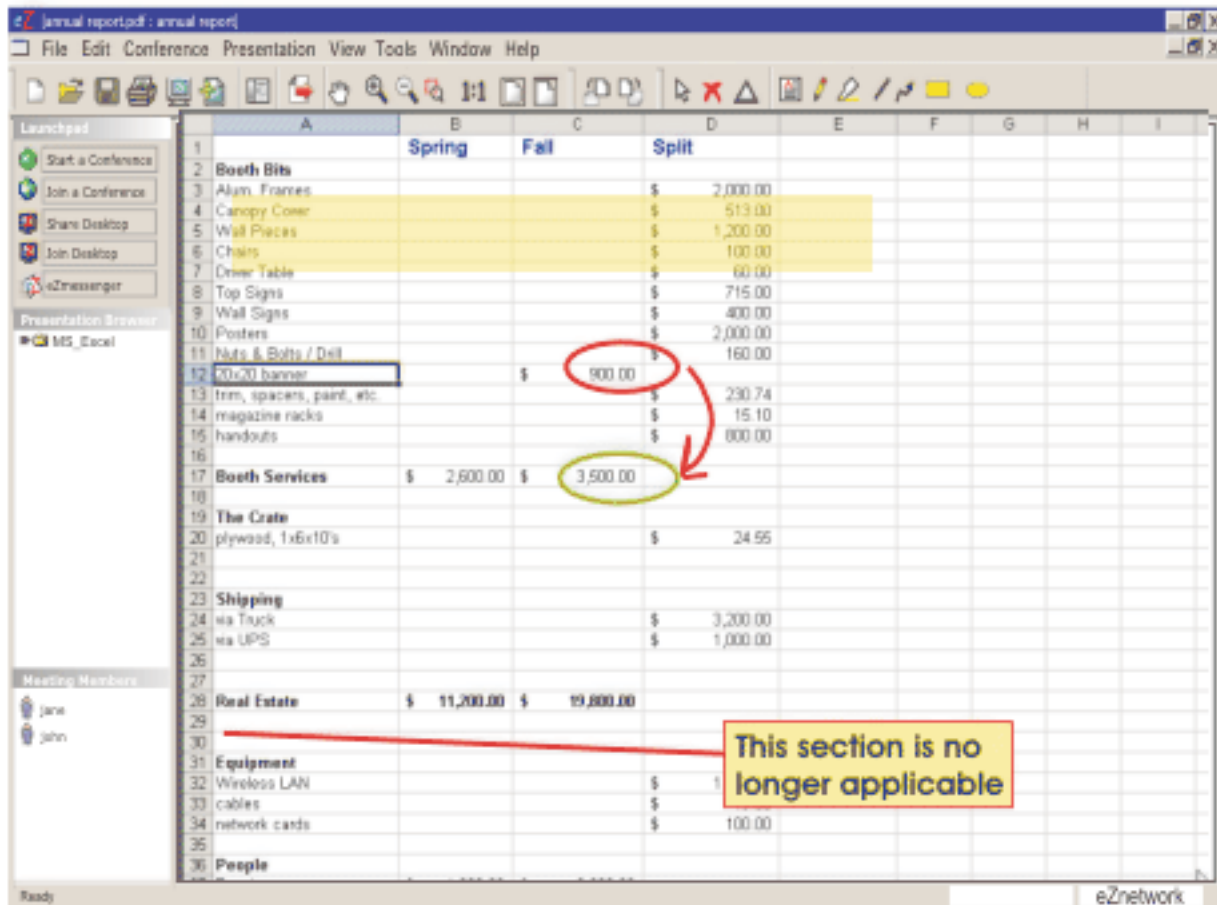 eZ [annual report.pdf : annual report]
File Edit Conference Presentation View Tools Window Help
1:1
Launchpad
Start a Conference
Join a Conference
Share Desktop
Join Desktop
eZmessenger
Presentation Browser
MS_Excel
Meeting Members
jane
john
A B C D E F G H I
1 Spring Fall Split
2 Booth Bits
3 Alum. Frames $ 2,000.00
4 Canopy Cover $ 513.00
5 Wall Pieces $ 1,200.00
6 Chairs $ 100.00
7 Driver Table $ 60.00
8 Top Signs $ 715.00
9 Wall Signs $ 400.00
10 Posters $ 2,000.00
11 Nuts & Bolts / Drill $ 160.00
12 20x20 banner $ 900.00
13 trim, spacers, paint, etc. $ 230.74
14 magazine racks $ 15.10
15 handouts $ 800.00
16
17 Booth Services $ 2,600.00 $ 3,500.00
18
19 The Crate
20 plywood, 1x6x10's $ 24.55
21
22
23 Shipping
24 via Truck $ 3,200.00
25 via UPS $ 1,000.00
26
27
28 Real Estate $ 11,200.00 $ 19,800.00
29
30
31 Equipment
32 Wireless LAN $
33 cables $
34 network cards $ 100.00
35
36 People
This section is no
longer applicable
Ready
eZnetwork